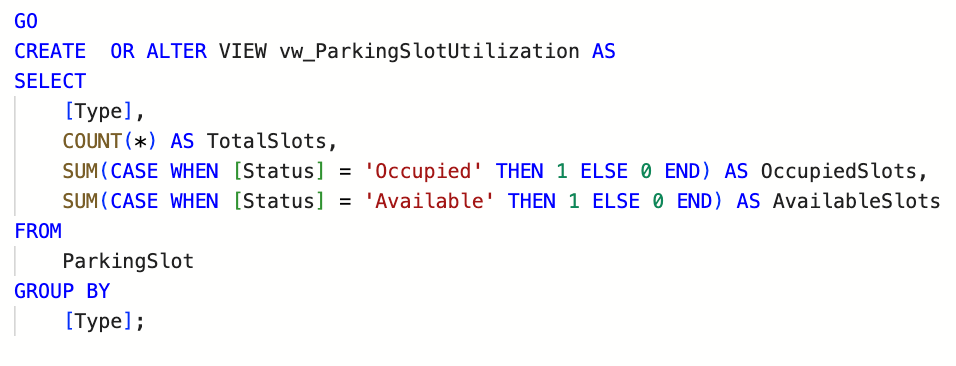 GO
CREATE  OR ALTER VIEW vw_ParkingSlotUtilization AS
SELECT
    [Type],
    COUNT(*) AS TotalSlots,
    SUM(CASE WHEN [Status] = 'Occupied' THEN 1 ELSE 0 END) AS OccupiedSlots,
    SUM(CASE WHEN [Status] = 'Available' THEN 1 ELSE 0 END) AS AvailableSlots
FROM
    ParkingSlot
GROUP BY
    [Type];